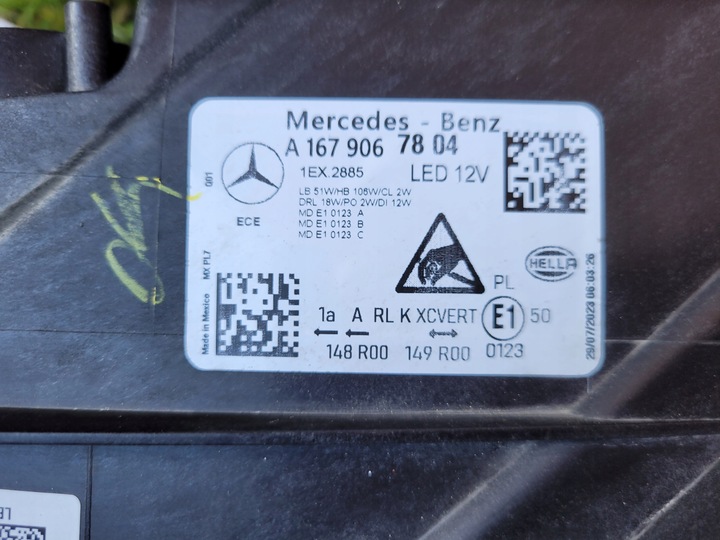 Mercedes - Benz
A 167 906 78 04
1EX.2885 LED 12V
LB 51W/HB 106W/CL 2W
DRL 18W/PO 2W/DI 12W
MD E1 0123 A
MD E1 0123 B
MD E1 0123 C
ECE
Q01
MX PL7
Made in Mexico
HELLA
PL
1a A RL K XCVERT E1 50
148 R00 149 R00 0123
29/07/2023 06:03:26